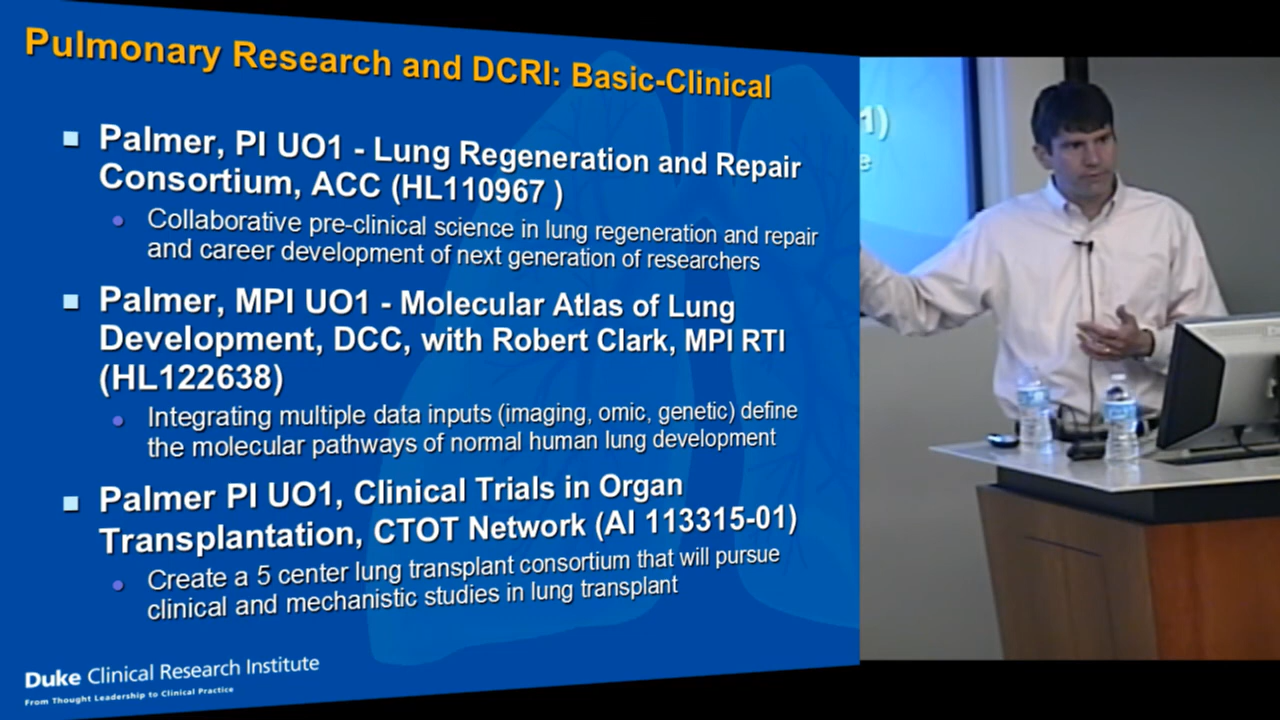 Pulmonary Research and DCRI: Basic-Clinical
Palmer, PI UO1 - Lung Regeneration and Repair
Consortium, ACC (HL110967 )
Collaborative pre-clinical science in lung regeneration and repair
and career development of next generation of researchers
Palmer, MPI UO1 - Molecular Atlas of Lung
Development, DCC, with Robert Clark, MPI RTI
(HL122638)
Integrating multiple data inputs (imaging, omic, genetic) define
the molecular pathways of normal human lung development
Palmer PI UO1, Clinical Trials in Organ
Transplantation, CTOT Network (AI 113315-01)
Create a 5 center lung transplant consortium that will pursue
clinical and mechanistic studies in lung transplant
Duke Clinical Research Institute
From Thought Leadership to Clinical Practice
1)
e